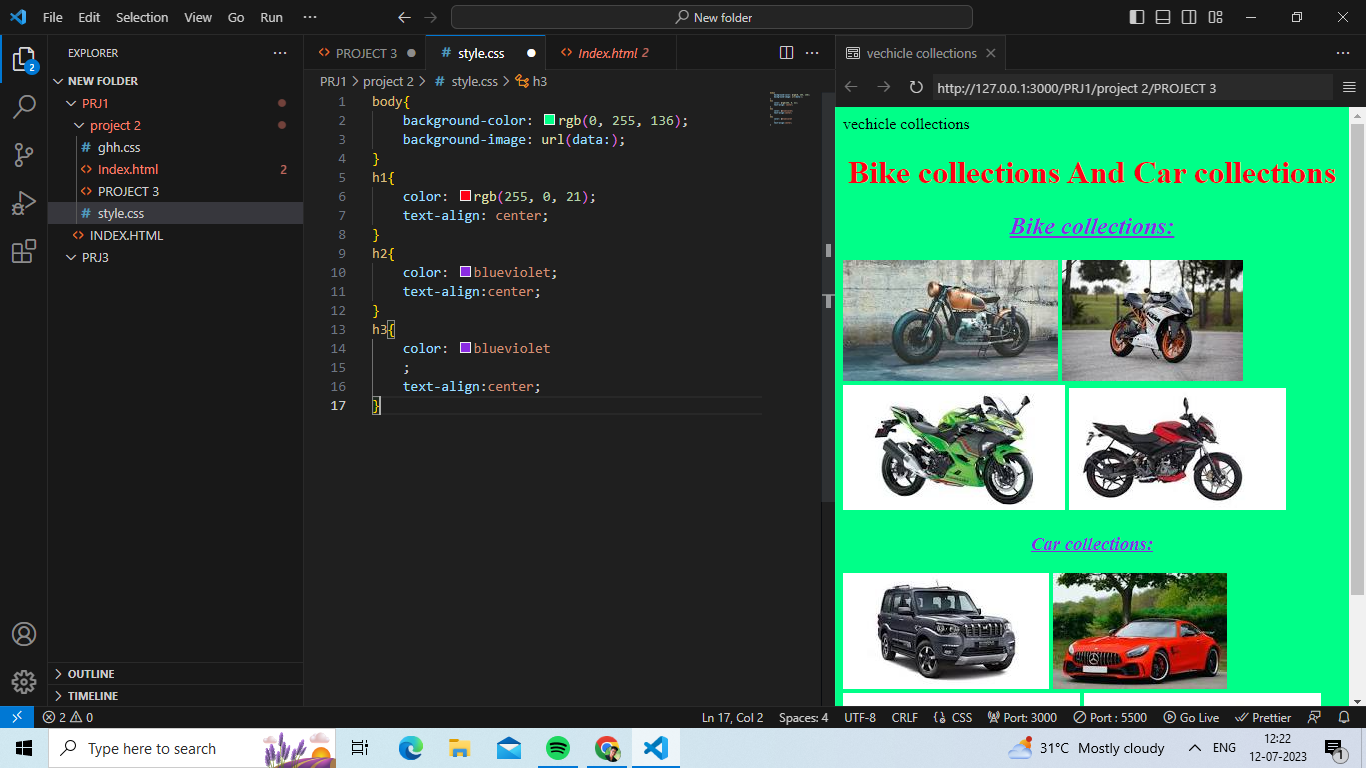 File Edit Selection View Go Run ··· New folder
EXPLORER ···
NEW FOLDER
PRJ1
project 2
# ghh.css
<> Index.html 2
<> PROJECT 3
# style.css
<> INDEX.HTML
PRJ3
OUTLINE
TIMELINE
2
<> PROJECT 3
# style.css
<> Index.html 2
···
PRJ1 > project 2 > # style.css > h3
1 body{
2 background-color: rgb(0, 255, 136);
3 background-image: url(data:);
4 }
5 h1{
6 color: rgb(255, 0, 21);
7 text-align: center;
8 }
9 h2{
10 color: blueviolet;
11 text-align:center;
12 }
13 h3{
14 color: blueviolet
15 ;
16 text-align:center;
17 }
vechicle collections
···
http://127.0.0.1:3000/PRJ1/project 2/PROJECT 3
vechicle collections
Bike collections And Car collections
Bike collections:
Car collections:
2 0 Ln 17, Col 2 Spaces: 4 UTF-8 CRLF {} CSS Port: 3000 Port : 5500 Go Live Prettier
Type here to search
31°C Mostly cloudy
ENG
12:22
12-07-2023
1